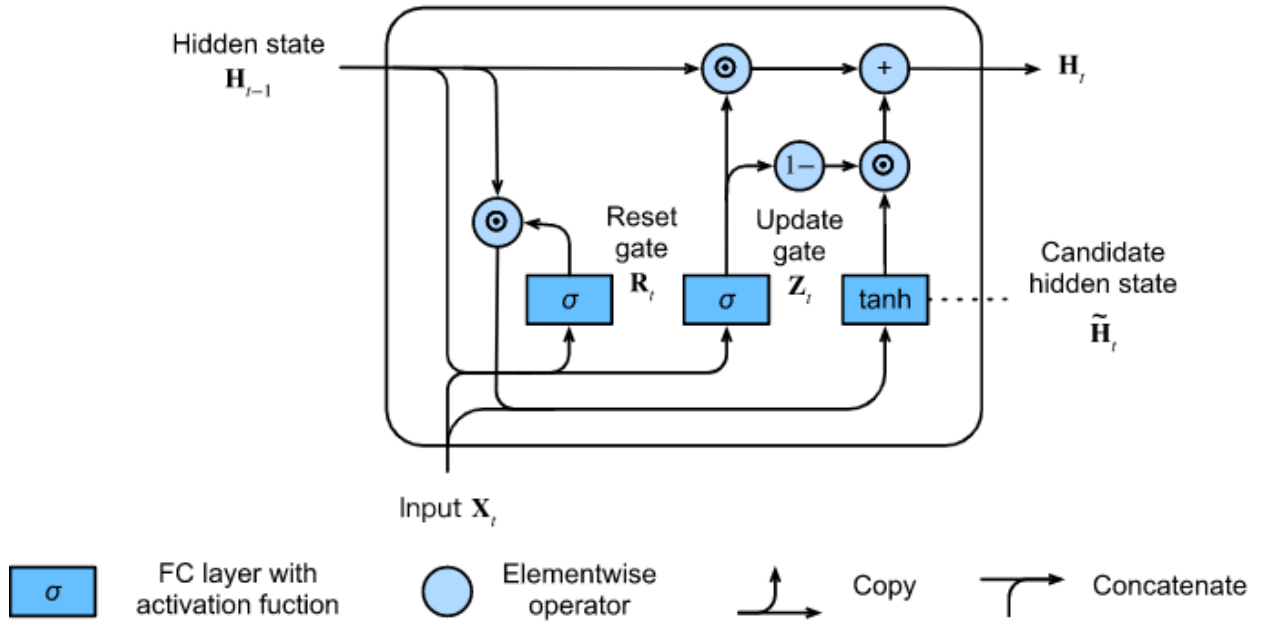 Hidden state
H_{t−1}
⊙
+
H_t
1−
⊙
⊙
Reset
gate
R_t
Update
gate
Z_t
σ
σ
tanh
Candidate
hidden state
H̃_t
Input X_t
σ
FC layer with
activation fuction
Elementwise
operator
Copy
Concatenate